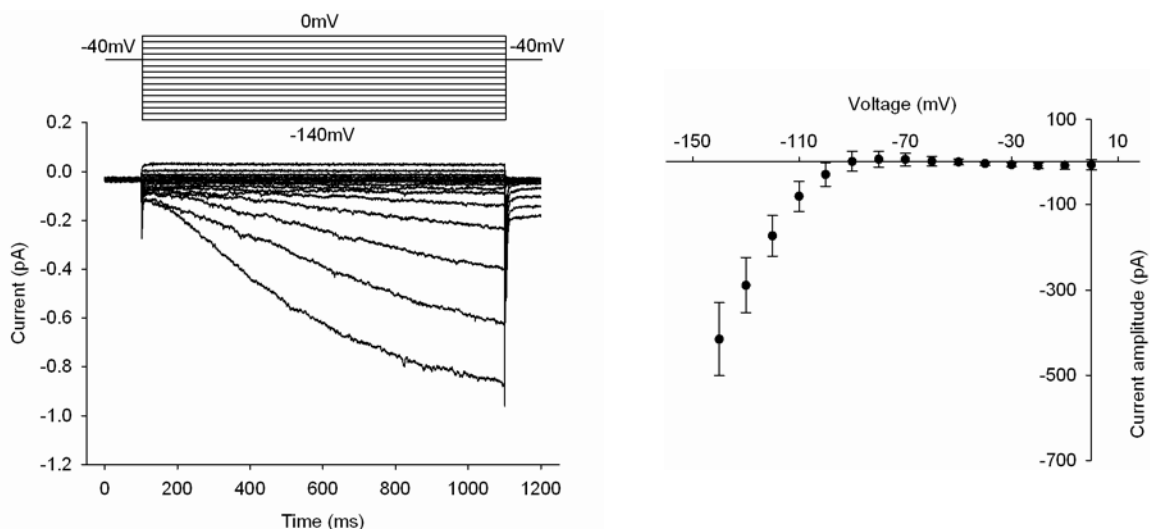 0mV
-40mV
-40mV
-140mV
0.2
0.0
-0.2
-0.4
-0.6
-0.8
-1.0
-1.2
Current (pA)
0 200 400 600 800 1000 1200
Time (ms)
Voltage (mV)
-150 -110 -70 -30 10
100
-100
-300
-500
-700
Current amplitude (pA)